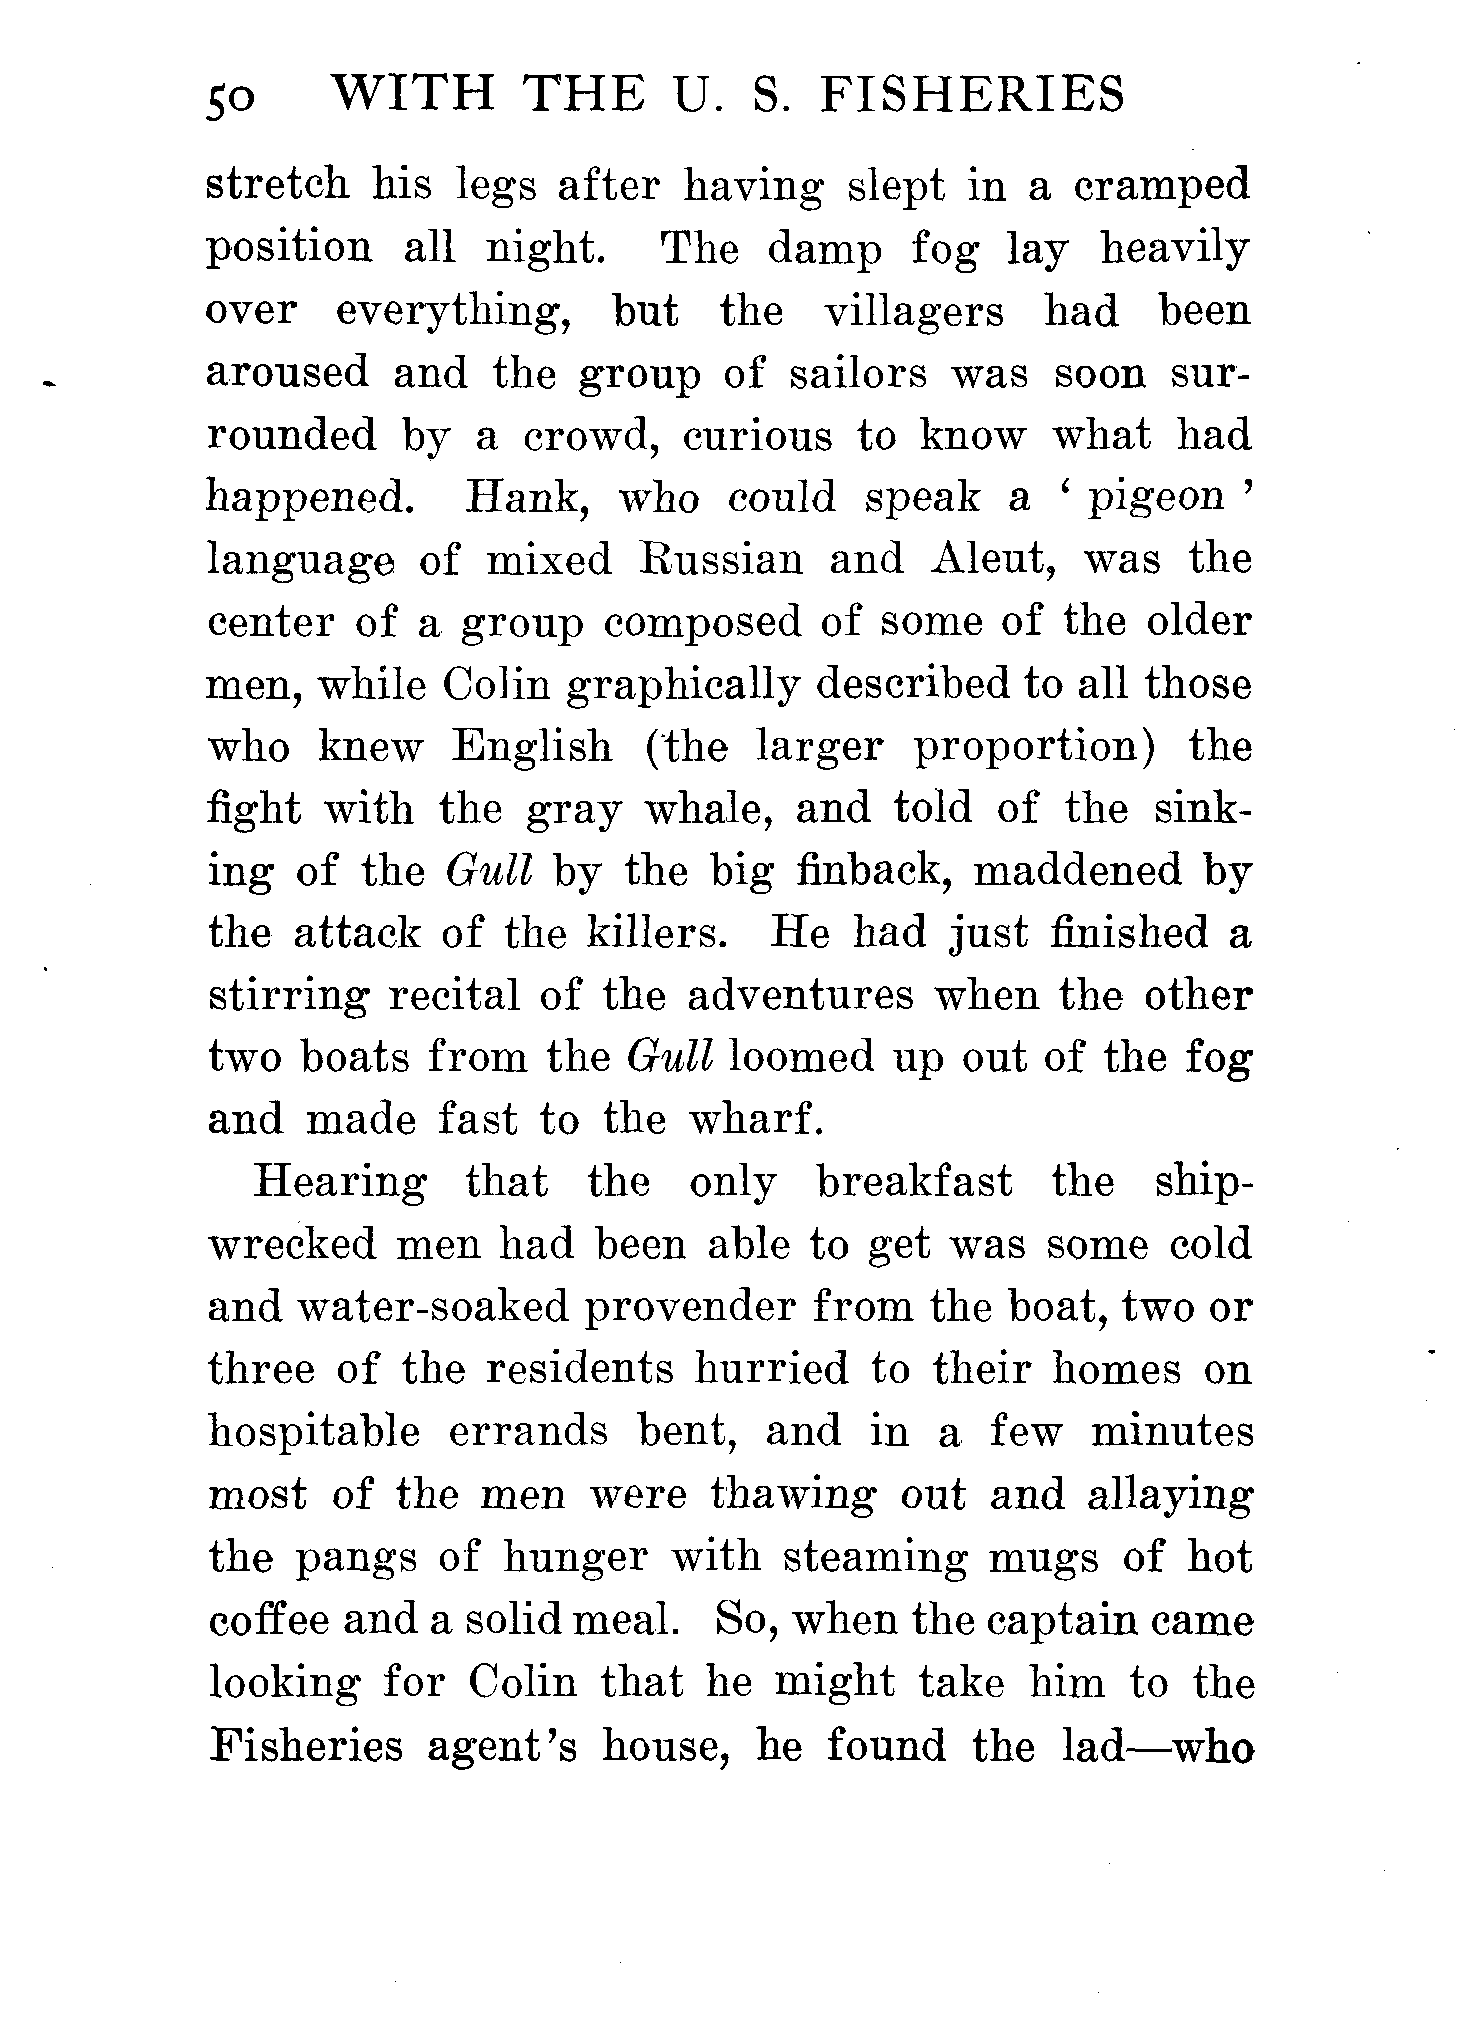 50 WITH THE U. S. FISHERIES
stretch his legs after having slept in a cramped
position all night. The damp fog lay heavily
over everything, but the villagers had been
aroused and the group of sailors was soon sur-
rounded by a crowd, curious to know what had
happened. Hank, who could speak a ‘ pigeon ’
language of mixed Russian and Aleut, was the
center of a group composed of some of the older
men, while Colin graphically described to all those
who knew English (the larger proportion) the
fight with the gray whale, and told of the sink-
ing of the Gull by the big finback, maddened by
the attack of the killers. He had just finished a
stirring recital of the adventures when the other
two boats from the Gull loomed up out of the fog
and made fast to the wharf.
Hearing that the only breakfast the ship-
wrecked men had been able to get was some cold
and water-soaked provender from the boat, two or
three of the residents hurried to their homes on
hospitable errands bent, and in a few minutes
most of the men were thawing out and allaying
the pangs of hunger with steaming mugs of hot
coffee and a solid meal. So, when the captain came
looking for Colin that he might take him to the
Fisheries agent's house, he found the lad—who